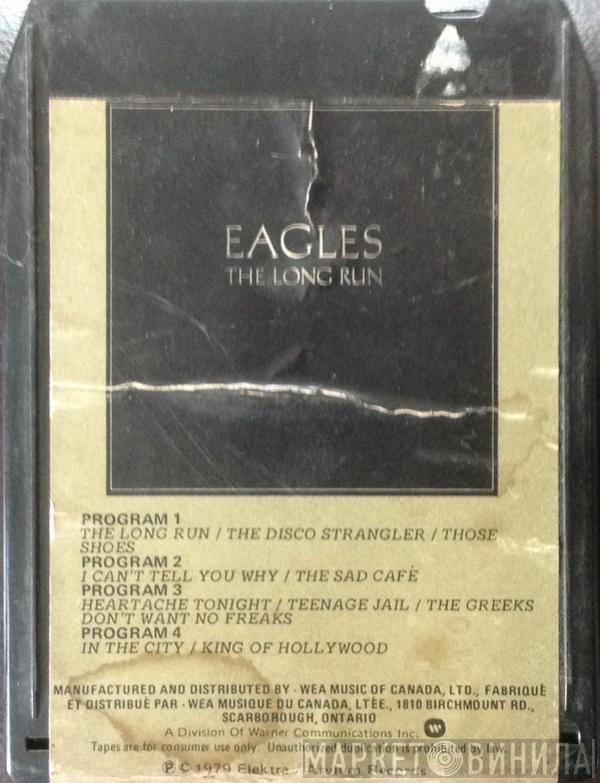 EAGLES
THE LONG RUN
PROGRAM 1
THE LONG RUN / THE DISCO STRANGLER / THOSE
SHOES
PROGRAM 2
I CAN'T TELL YOU WHY / THE SAD CAFÉ
PROGRAM 3
HEARTACHE TONIGHT / TEENAGE JAIL / THE GREEKS
DON'T WANT NO FREAKS
PROGRAM 4
IN THE CITY / KING OF HOLLYWOOD
MANUFACTURED AND DISTRIBUTED BY · WEA MUSIC OF CANADA, LTD., FABRIQUÉ
ET DISTRIBUÉ PAR · WEA MUSIQUE DU CANADA, LTÉE., 1810 BIRCHMOUNT RD.,
SCARBOROUGH, ONTARIO
A Division Of Warner Communications Inc.
Tapes are for consumer use only. Unauthorized duplication is prohibited by law.
℗ © 1979 Elektra / Asylum Records
МАРКЕТ ВИНИЛА